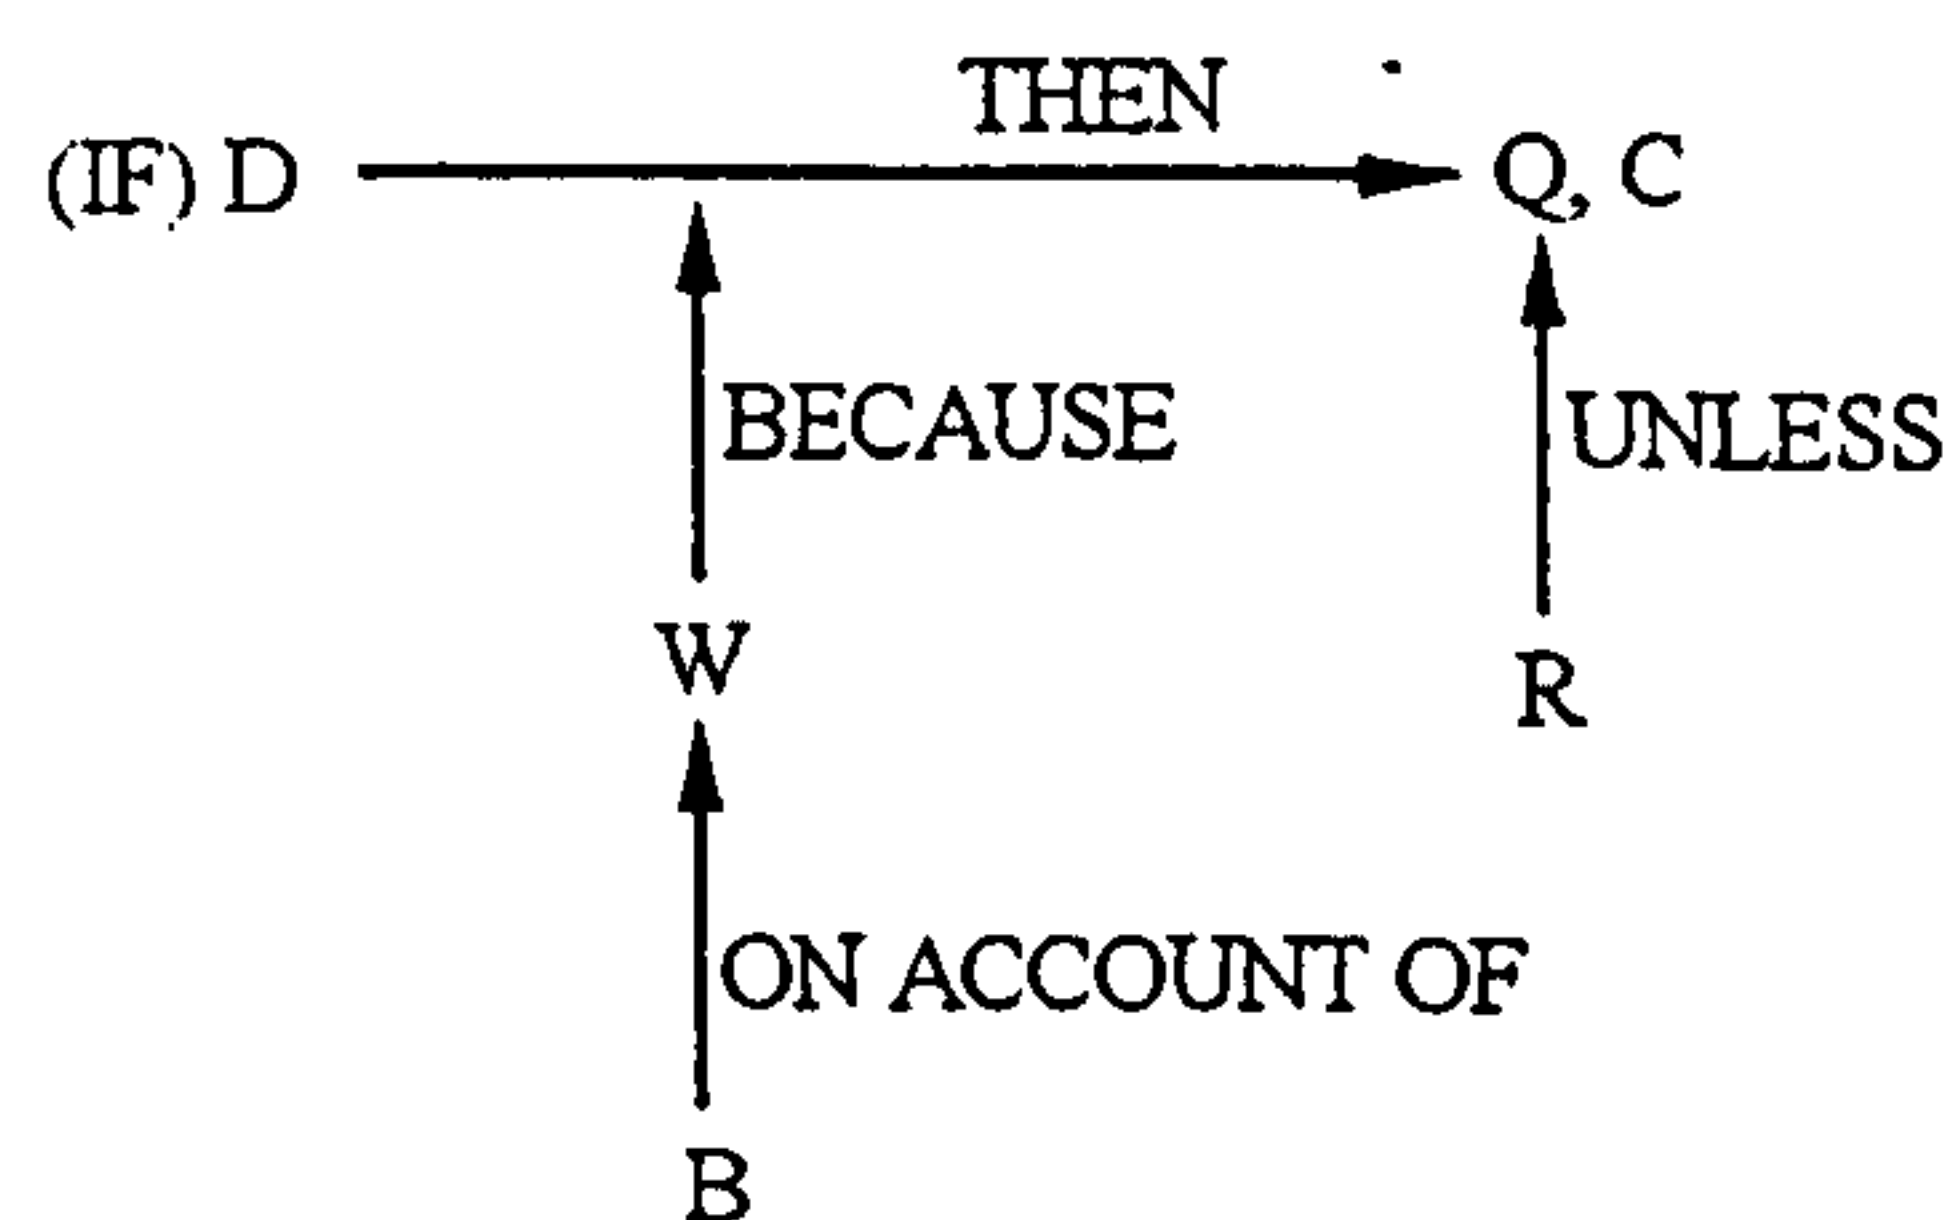 THEN
(IF) D Q, C
BECAUSE UNLESS
W R
ON ACCOUNT OF
B